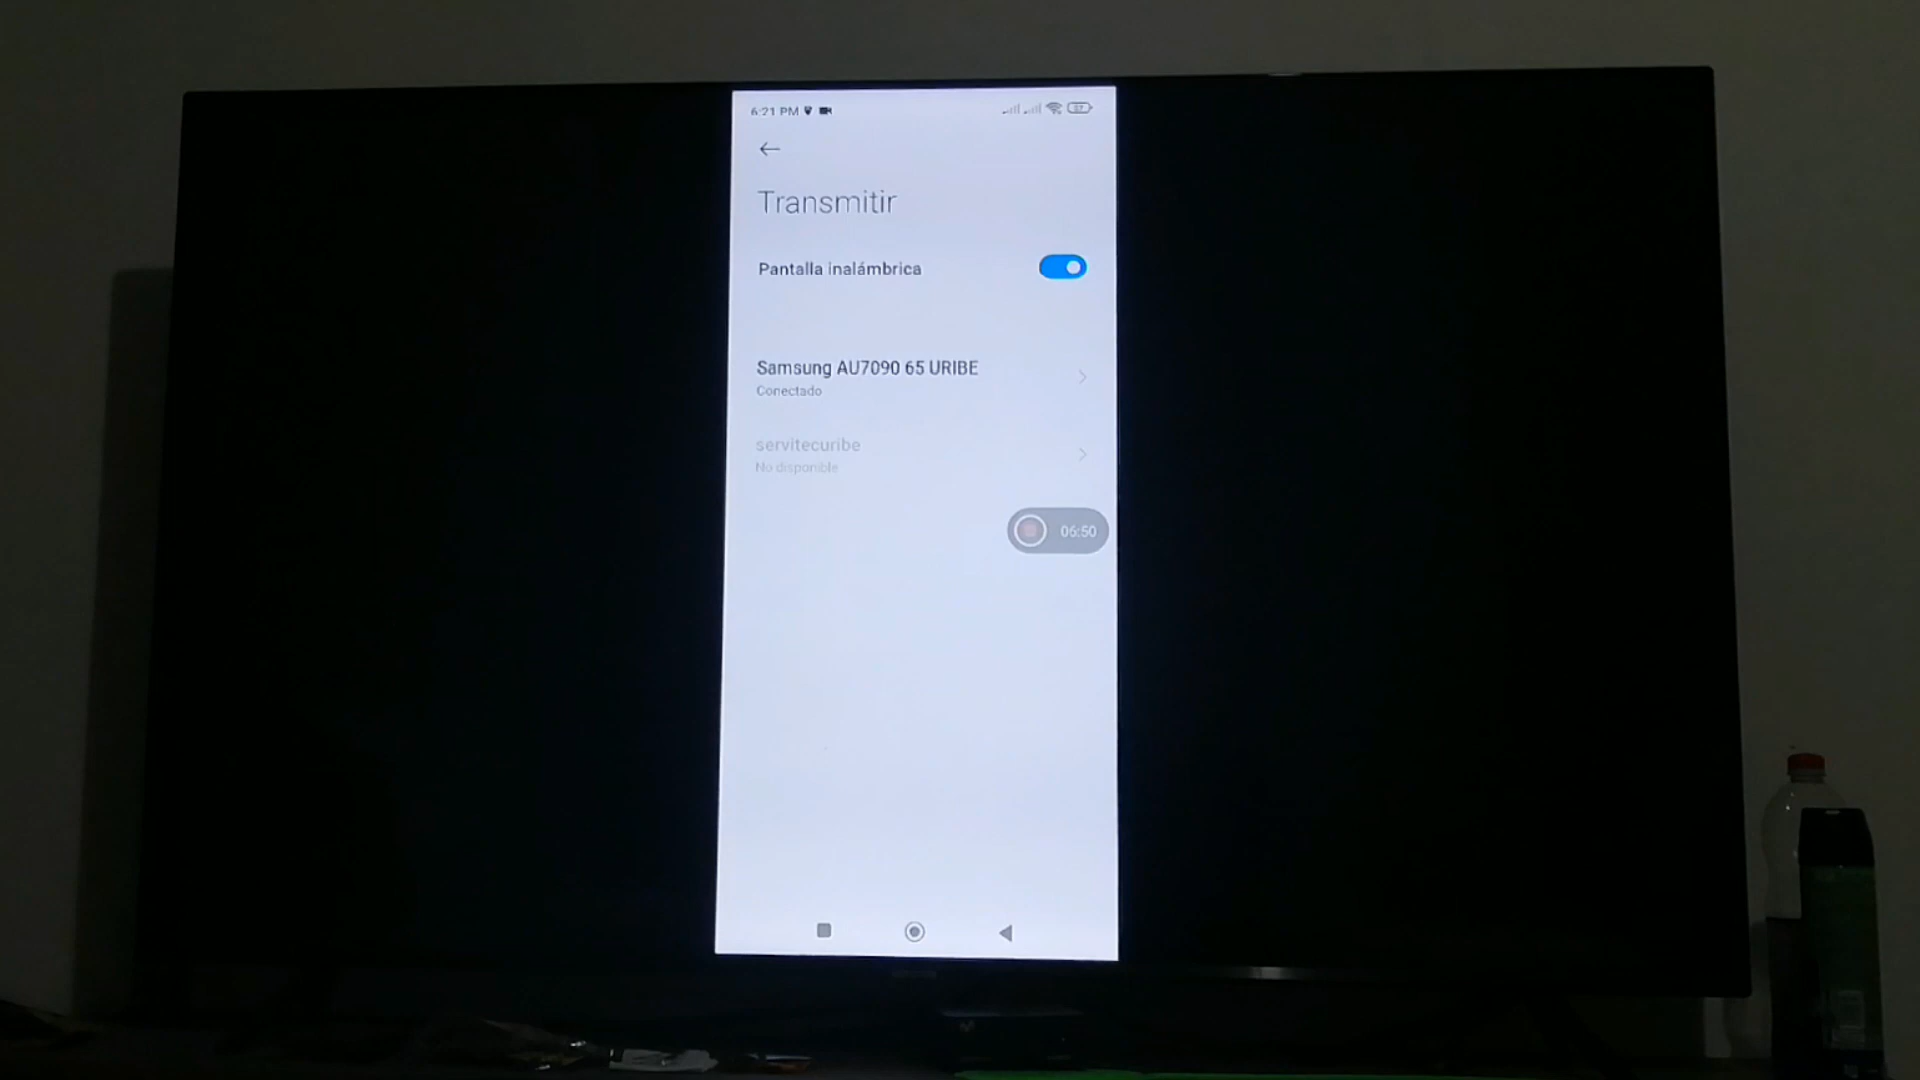 6:21 PM
Transmitir
Pantalla inalámbrica
Samsung AU7090 65 URIBE
Conectado
servitecuribe
No disponible
06:50